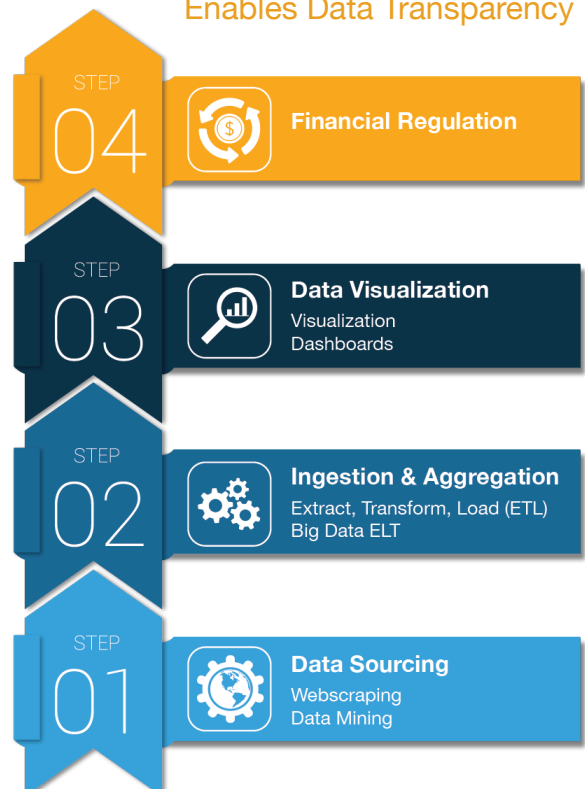 Enables Data Transparency
STEP
04
$
Financial Regulation
STEP
03
Data Visualization
Visualization
Dashboards
STEP
02
Ingestion & Aggregation
Extract, Transform, Load (ETL)
Big Data ELT
STEP
01
Data Sourcing
Webscraping
Data Mining